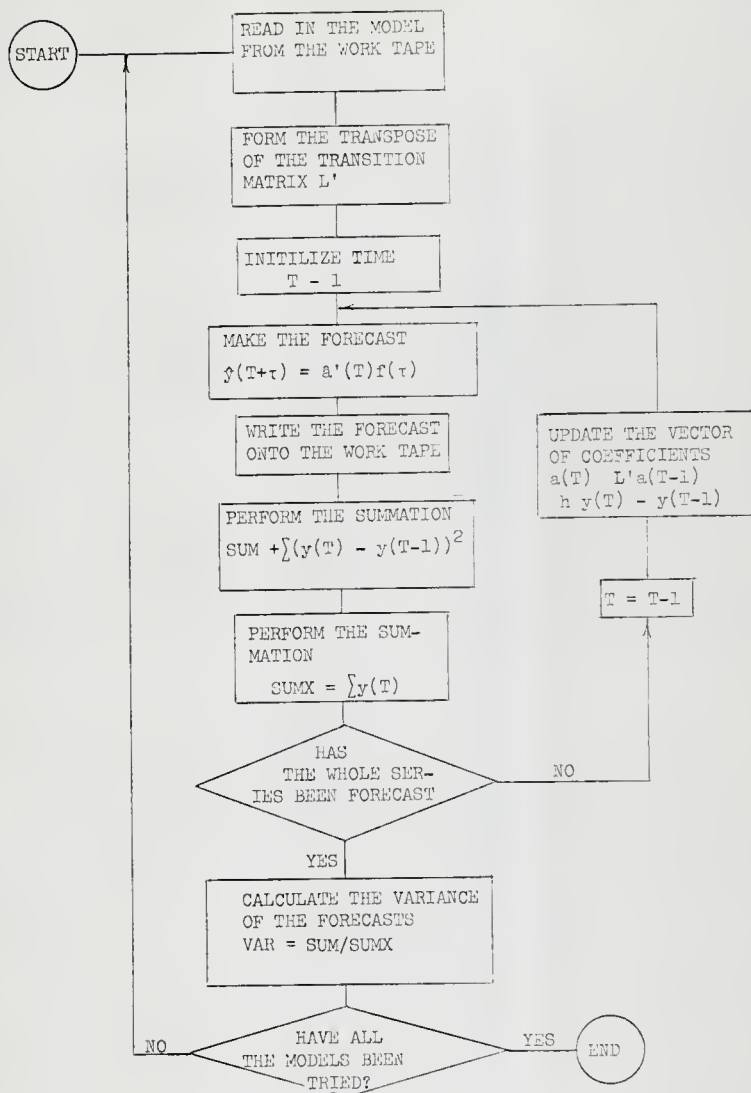 START
READ IN THE MODEL
FROM THE WORK TAPE
FORM THE TRANSPOSE
OF THE TRANSITION
MATRIX L'
INITILIZE TIME
T - 1
MAKE THE FORECAST
ŷ(T+τ) = a'(T)f(τ)
WRITE THE FORECAST
ONTO THE WORK TAPE
PERFORM THE SUMMATION
SUM +∑(y(T) - y(T-1))²
PERFORM THE SUM-
MATION
SUMX = ∑y(T)
HAS
THE WHOLE SER-
IES BEEN FORECAST
NO
T = T-1
UPDATE THE VECTOR
OF COEFFICIENTS
a(T) L'a(T-1)
h y(T) - y(T-1)
YES
CALCULATE THE VARIANCE
OF THE FORECASTS
VAR = SUM/SUMX
HAVE ALL
THE MODELS BEEN
TRIED?
NO
YES
END